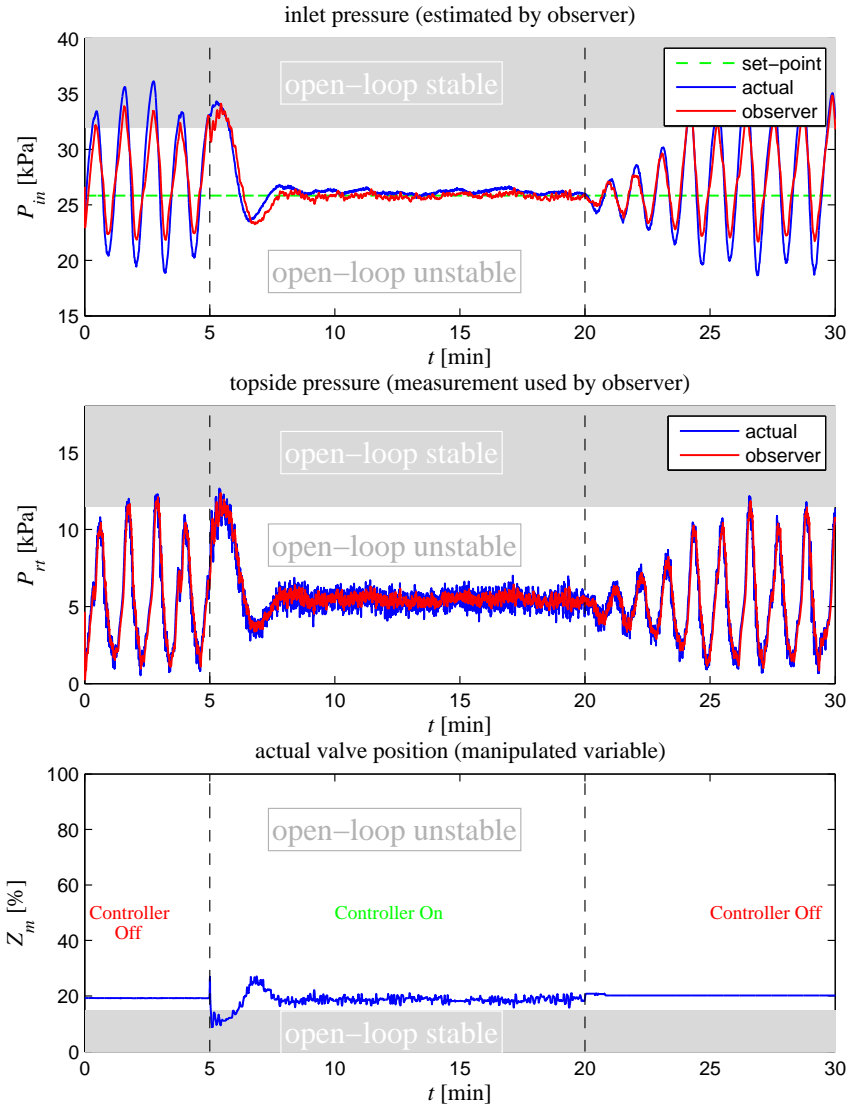 inlet pressure (estimated by observer)
40
35
30
25
20
15
P_in [kPa]
open−loop stable
open−loop unstable
set−point
actual
observer
0 5 10 15 20 25 30
t [min]
topside pressure (measurement used by observer)
15
10
5
0
P_rt [kPa]
open−loop stable
open−loop unstable
actual
observer
0 5 10 15 20 25 30
t [min]
actual valve position (manipulated variable)
100
80
60
40
20
0
Z_m [%]
open−loop unstable
Controller
Off
Controller On
Controller Off
open−loop stable
0 5 10 15 20 25 30
t [min]